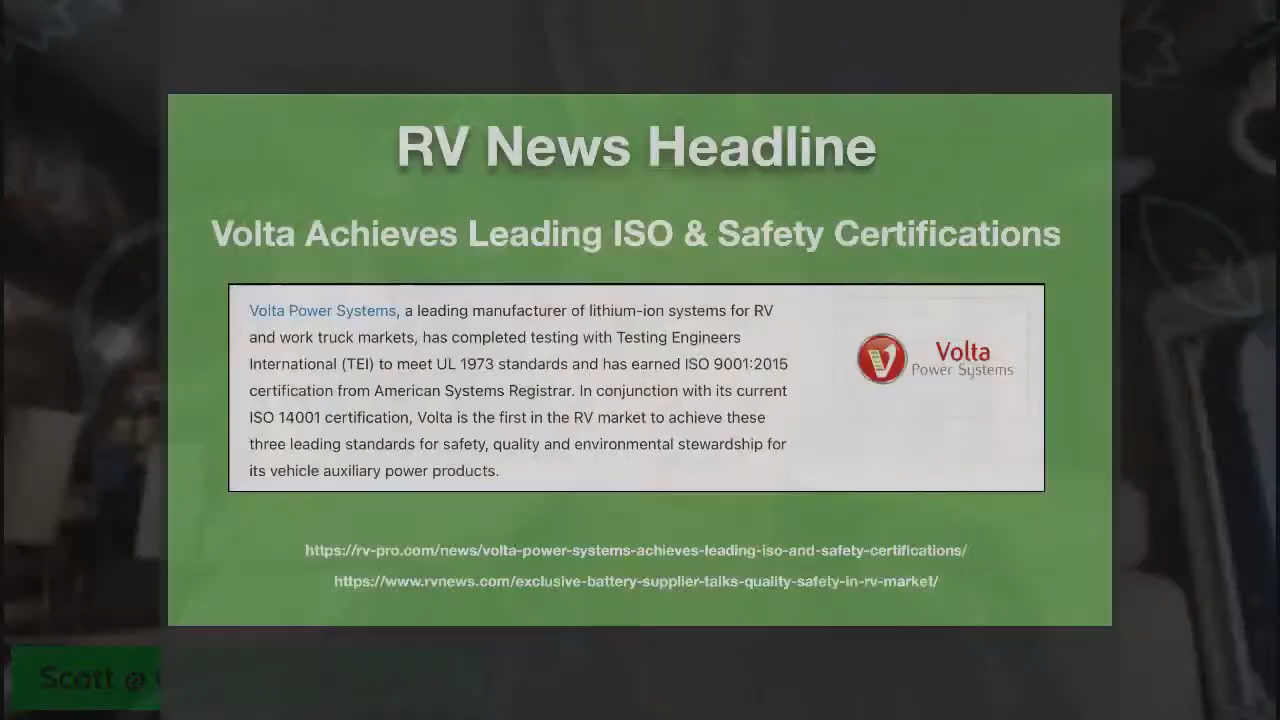 RV News Headline
Volta Achieves Leading ISO & Safety Certifications
Volta Power Systems, a leading manufacturer of lithium-ion systems for RV
and work truck markets, has completed testing with Testing Engineers
International (TEI) to meet UL 1973 standards and has earned ISO 9001:2015
certification from American Systems Registrar. In conjunction with its current
ISO 14001 certification, Volta is the first in the RV market to achieve these
three leading standards for safety, quality and environmental stewardship for
its vehicle auxiliary power products.
Volta
Power Systems
https://rv-pro.com/news/volta-power-systems-achieves-leading-iso-and-safety-certifications/
https://www.rvnews.com/exclusive-battery-supplier-talks-quality-safety-in-rv-market/
Scott @